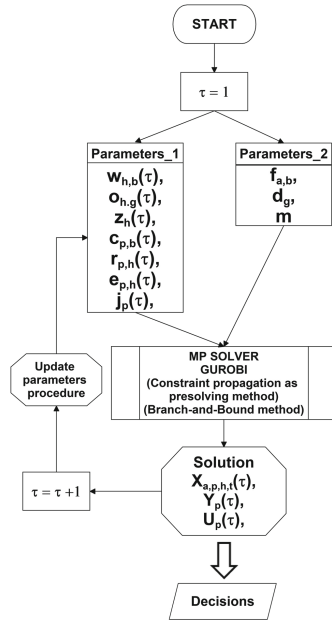 START
τ = 1
Parameters_1
w_{h,b}(τ),
o_{h.g}(τ),
z_h(τ),
c_{p,b}(τ),
r_{p,h}(τ),
e_{p,h}(τ),
j_p(τ),
Parameters_2
f_{a,b},
d_g,
m
MP SOLVER
GUROBI
(Constraint propagation as
presolving method)
(Branch-and-Bound method)
Update
parameters
procedure
τ = τ +1
Solution
X_{a,p,h,t}(τ),
Y_p(τ),
U_p(τ),
Decisions